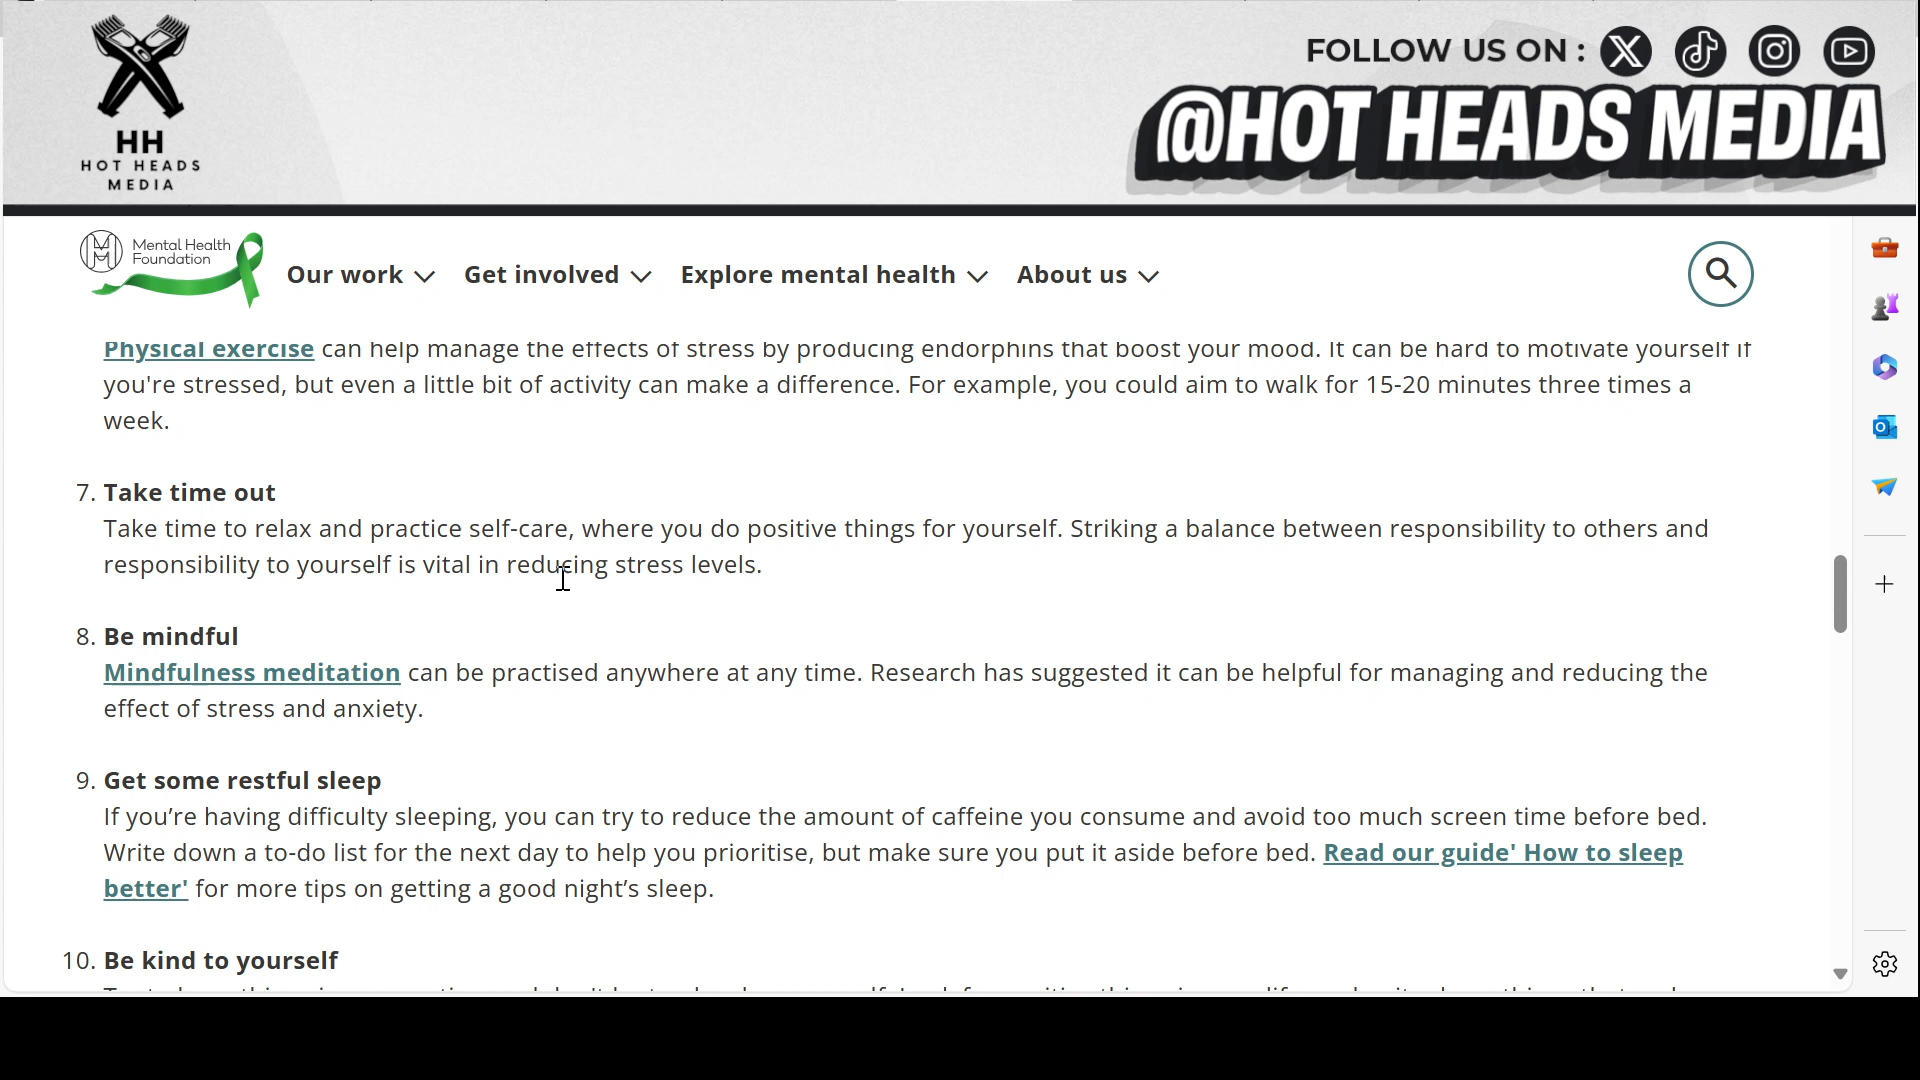 FOLLOW US ON :
@HOT HEADS MEDIA
HH
HOT HEADS
MEDIA
Mental Health
Foundation
Our work
Get involved
Explore mental health
About us
Physical exercise can help manage the effects of stress by producing endorphins that boost your mood. It can be hard to motivate yourself if
you're stressed, but even a little bit of activity can make a difference. For example, you could aim to walk for 15-20 minutes three times a
week.
7. Take time out
Take time to relax and practice self-care, where you do positive things for yourself. Striking a balance between responsibility to others and
responsibility to yourself is vital in reducing stress levels.
8. Be mindful
Mindfulness meditation can be practised anywhere at any time. Research has suggested it can be helpful for managing and reducing the
effect of stress and anxiety.
9. Get some restful sleep
If you’re having difficulty sleeping, you can try to reduce the amount of caffeine you consume and avoid too much screen time before bed.
Write down a to-do list for the next day to help you prioritise, but make sure you put it aside before bed. Read our guide' How to sleep
better' for more tips on getting a good night’s sleep.
10. Be kind to yourself